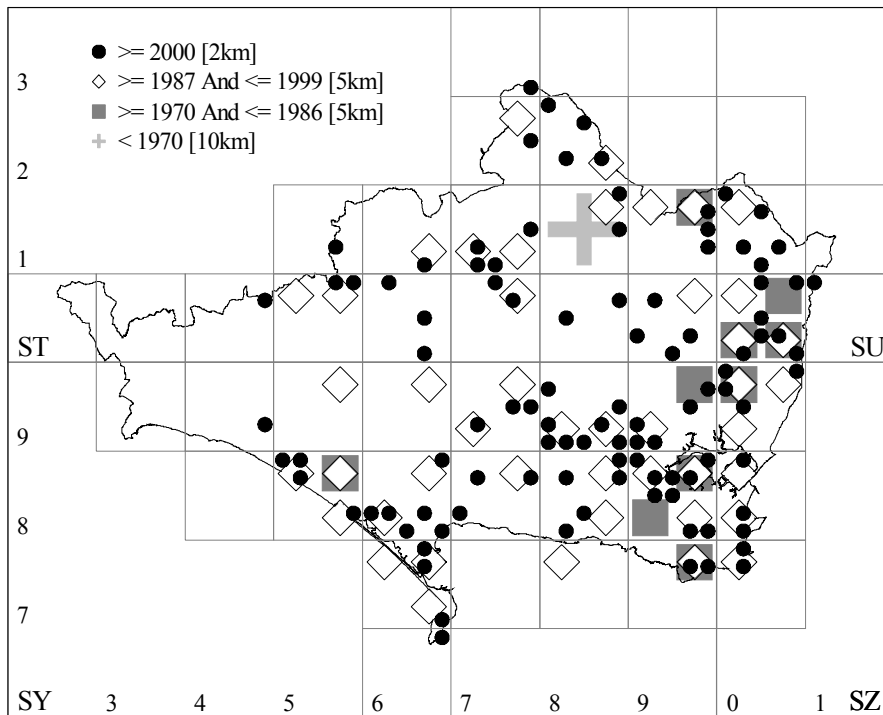 >= 2000 [2km]
3
>= 1987 And <= 1999 [5km]
>= 1970 And <= 1986 [5km]
< 1970 [10km]
2
1
ST SU
9
8
7
SY 3 4 5 6 7 8 9 0 1 SZ